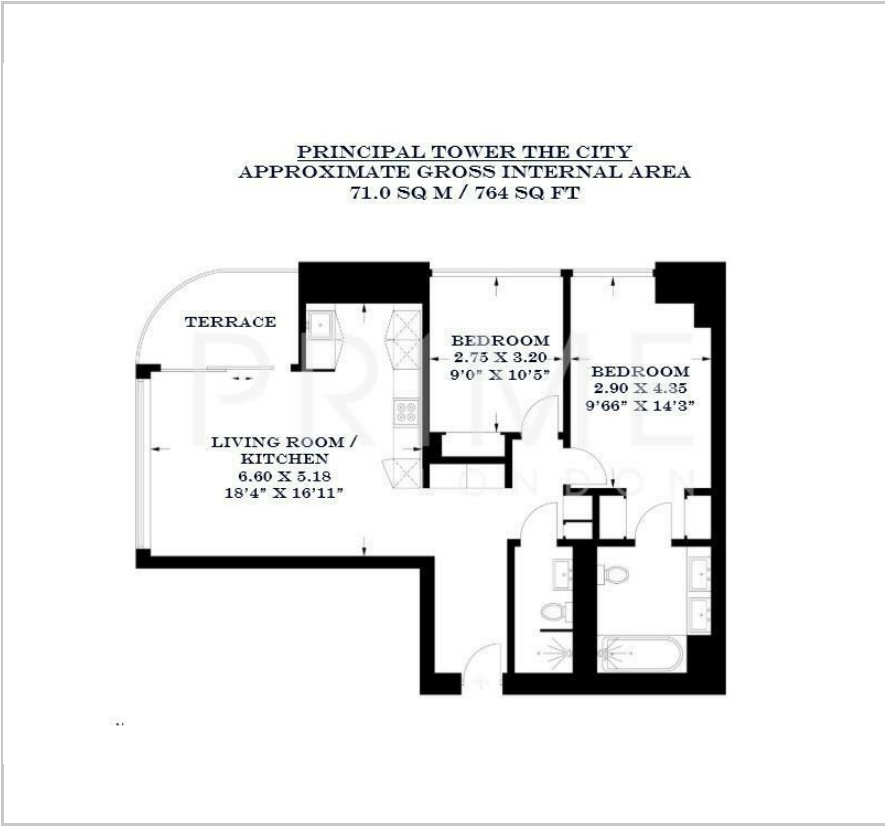 PRINCIPAL TOWER THE CITY
APPROXIMATE GROSS INTERNAL AREA
71.0 SQ M / 764 SQ FT
TERRACE
BEDROOM
2.75 X 3.20
9'0" X 10'5"
BEDROOM
2.90 X 4.35
9'66" X 14'3"
LIVING ROOM /
KITCHEN
6.60 X 5.18
18'4" X 16'11"
PRIME
LONDON